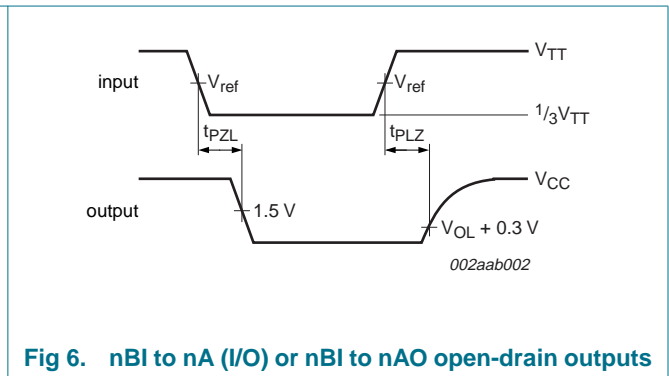 V_TT
input
V_ref
V_ref
1/3V_TT
t_PZL
t_PLZ
V_CC
output
1.5 V
V_OL + 0.3 V
002aab002
Fig 6. nBI to nA (I/O) or nBI to nAO open-drain outputs